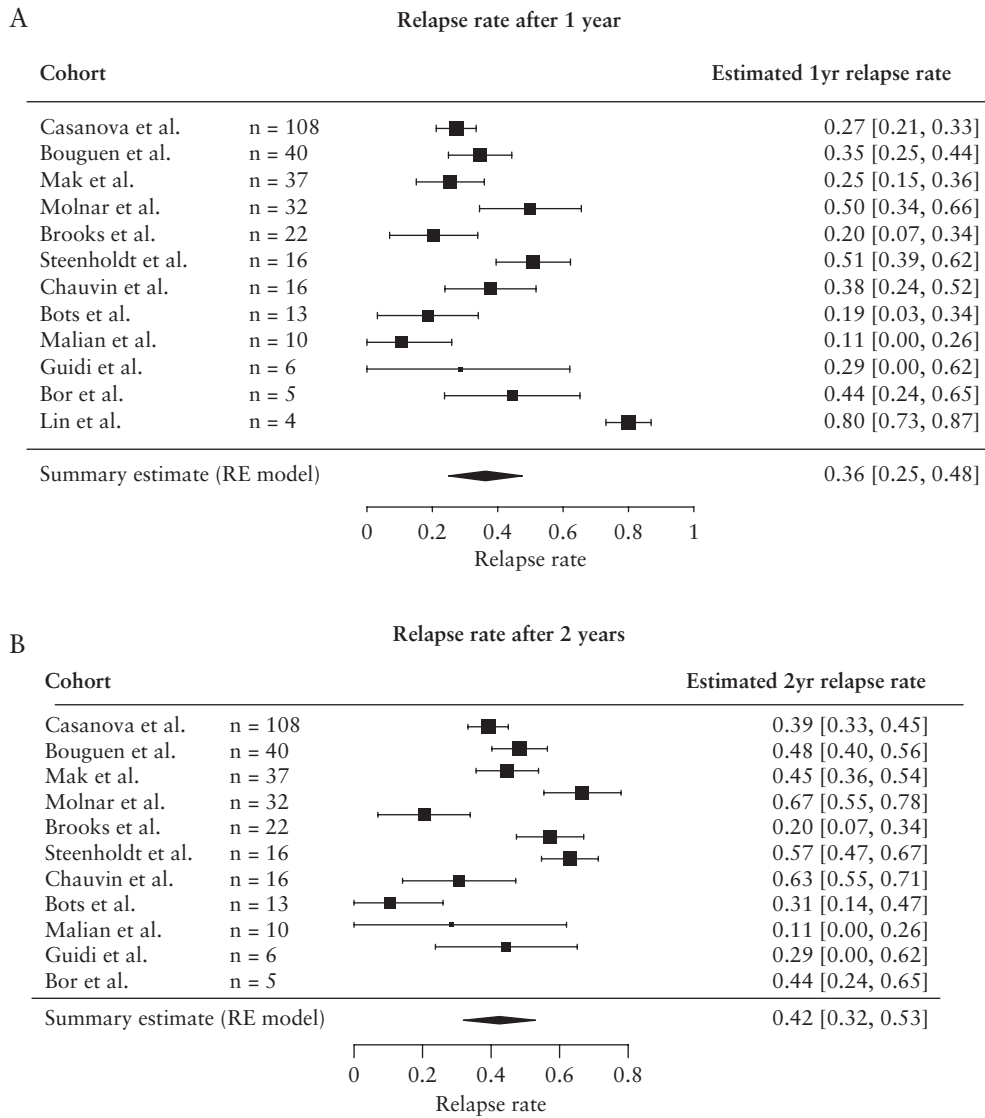 A
Relapse rate after 1 year
Cohort Estimated 1yr relapse rate
Casanova et al. n = 108 0.27 [0.21, 0.33]
Bouguen et al. n = 40 0.35 [0.25, 0.44]
Mak et al. n = 37 0.25 [0.15, 0.36]
Molnar et al. n = 32 0.50 [0.34, 0.66]
Brooks et al. n = 22 0.20 [0.07, 0.34]
Steenholdt et al. n = 16 0.51 [0.39, 0.62]
Chauvin et al. n = 16 0.38 [0.24, 0.52]
Bots et al. n = 13 0.19 [0.03, 0.34]
Malian et al. n = 10 0.11 [0.00, 0.26]
Guidi et al. n = 6 0.29 [0.00, 0.62]
Bor et al. n = 5 0.44 [0.24, 0.65]
Lin et al. n = 4 0.80 [0.73, 0.87]
Summary estimate (RE model) 0.36 [0.25, 0.48]
0 0.2 0.4 0.6 0.8 1
Relapse rate
B
Relapse rate after 2 years
Cohort Estimated 2yr relapse rate
Casanova et al. n = 108 0.39 [0.33, 0.45]
Bouguen et al. n = 40 0.48 [0.40, 0.56]
Mak et al. n = 37 0.45 [0.36, 0.54]
Molnar et al. n = 32 0.67 [0.55, 0.78]
Brooks et al. n = 22 0.20 [0.07, 0.34]
Steenholdt et al. n = 16 0.57 [0.47, 0.67]
Chauvin et al. n = 16 0.63 [0.55, 0.71]
Bots et al. n = 13 0.31 [0.14, 0.47]
Malian et al. n = 10 0.11 [0.00, 0.26]
Guidi et al. n = 6 0.29 [0.00, 0.62]
Bor et al. n = 5 0.44 [0.24, 0.65]
Summary estimate (RE model) 0.42 [0.32, 0.53]
0 0.2 0.4 0.6 0.8
Relapse rate